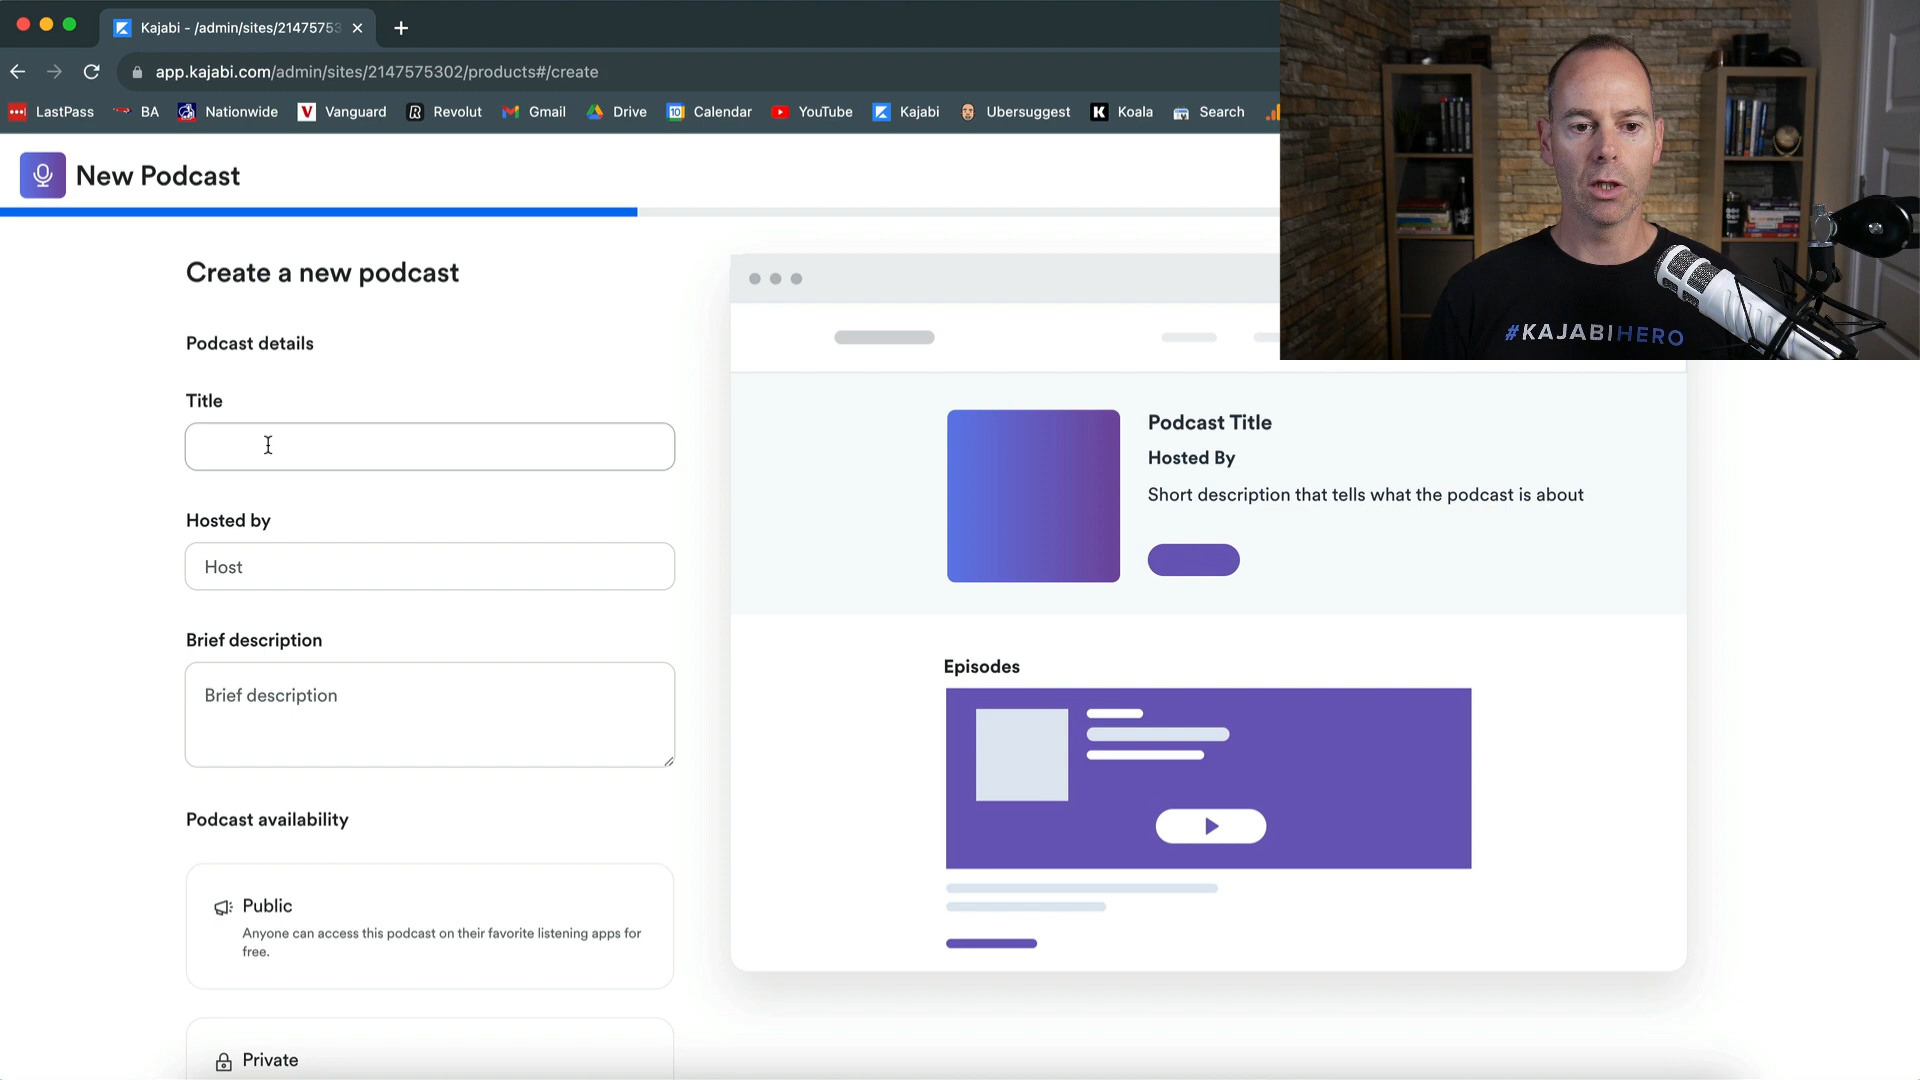 Kajabi - /admin/sites/21475753
app.kajabi.com/admin/sites/2147575302/products#/create
LastPass
BA
Nationwide
Vanguard
Revolut
Gmail
Drive
Calendar
YouTube
Kajabi
Ubersuggest
Koala
Search
New Podcast
Create a new podcast
Podcast details
Title
Hosted by
Host
Brief description
Brief description
Podcast availability
Public
Anyone can access this podcast on their favorite listening apps for
free.
Private
Podcast Title
Hosted By
Short description that tells what the podcast is about
Episodes
#KAJABIHERO